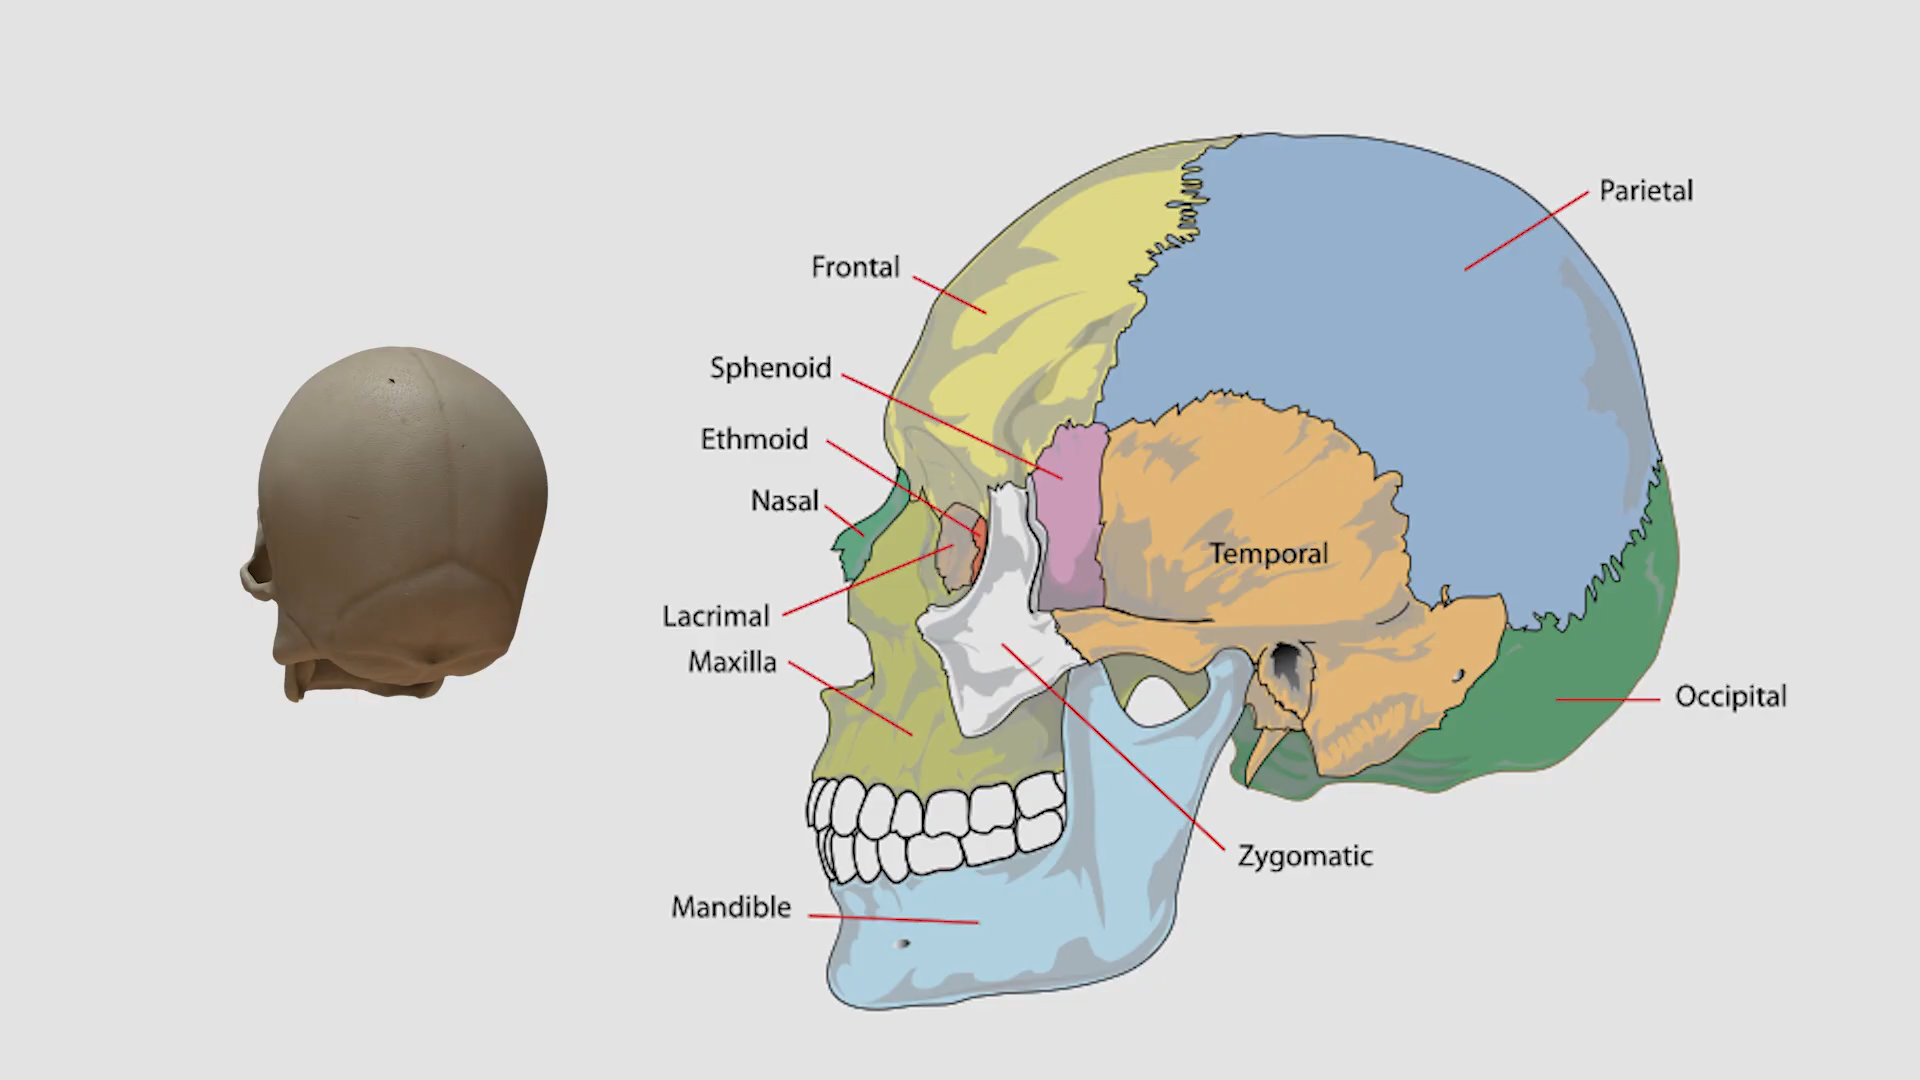 Parietal
Frontal
Sphenoid
Ethmoid
Nasal
Temporal
Lacrimal
Maxilla
Occipital
Zygomatic
Mandible